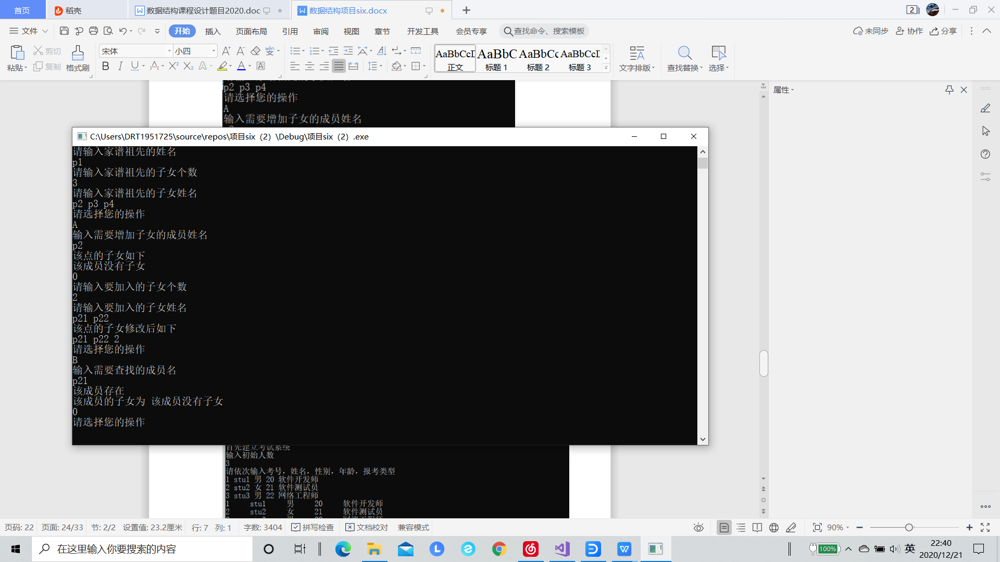 首页
稻壳
数据结构课程设计题目2020.doc
数据结构项目six.docx
2
文件
开始
插入
页面布局
引用
审阅
视图
章节
开发工具
会员专享
查找命令、搜索模板
未同步
协作
分享
粘贴
剪切
复制
格式刷
宋体
小四
AaBbCcD
正文
AaBbC
标题 1
AaBbCc
标题 2
AaBbCcD
标题 3
文字排版
查找替换
选择
属性
p2 p3 p4
请选择您的操作
A
输入需要增加子女的成员姓名
C:\Users\DRT1951725\source\repos\项目six（2）\Debug\项目six（2）.exe
请输入家谱祖先的姓名
p1
请输入家谱祖先的子女个数
3
请输入家谱祖先的子女姓名
p2 p3 p4
请选择您的操作
A
输入需要增加子女的成员姓名
p2
该点的子女如下
该成员没有子女
0
请输入要加入的子女个数
2
请输入要加入的子女姓名
p21 p22
该点的子女修改后如下
p21 p22 2
请选择您的操作
B
输入需要查找的成员名
p21
该成员存在
该成员的子女为 该成员没有子女
0
请选择您的操作
首先建立考试系统
输入初始人数
3
请依次输入考号，姓名，性别，年龄，报考类型
1 stu1 男 20 软件开发师
2 stu2 女 21 软件测试员
3 stu3 男 22 网络工程师
1 stu1 男 20 软件开发师
2 stu2 女 21 软件测试员
页码: 22 页面: 24/33 节: 2/2 设置值: 23.2厘米 行: 7 列: 1 字数: 3404 拼写检查 文档校对 兼容模式
90%
在这里输入你要搜索的内容
100%
英
22:40
2020/12/21